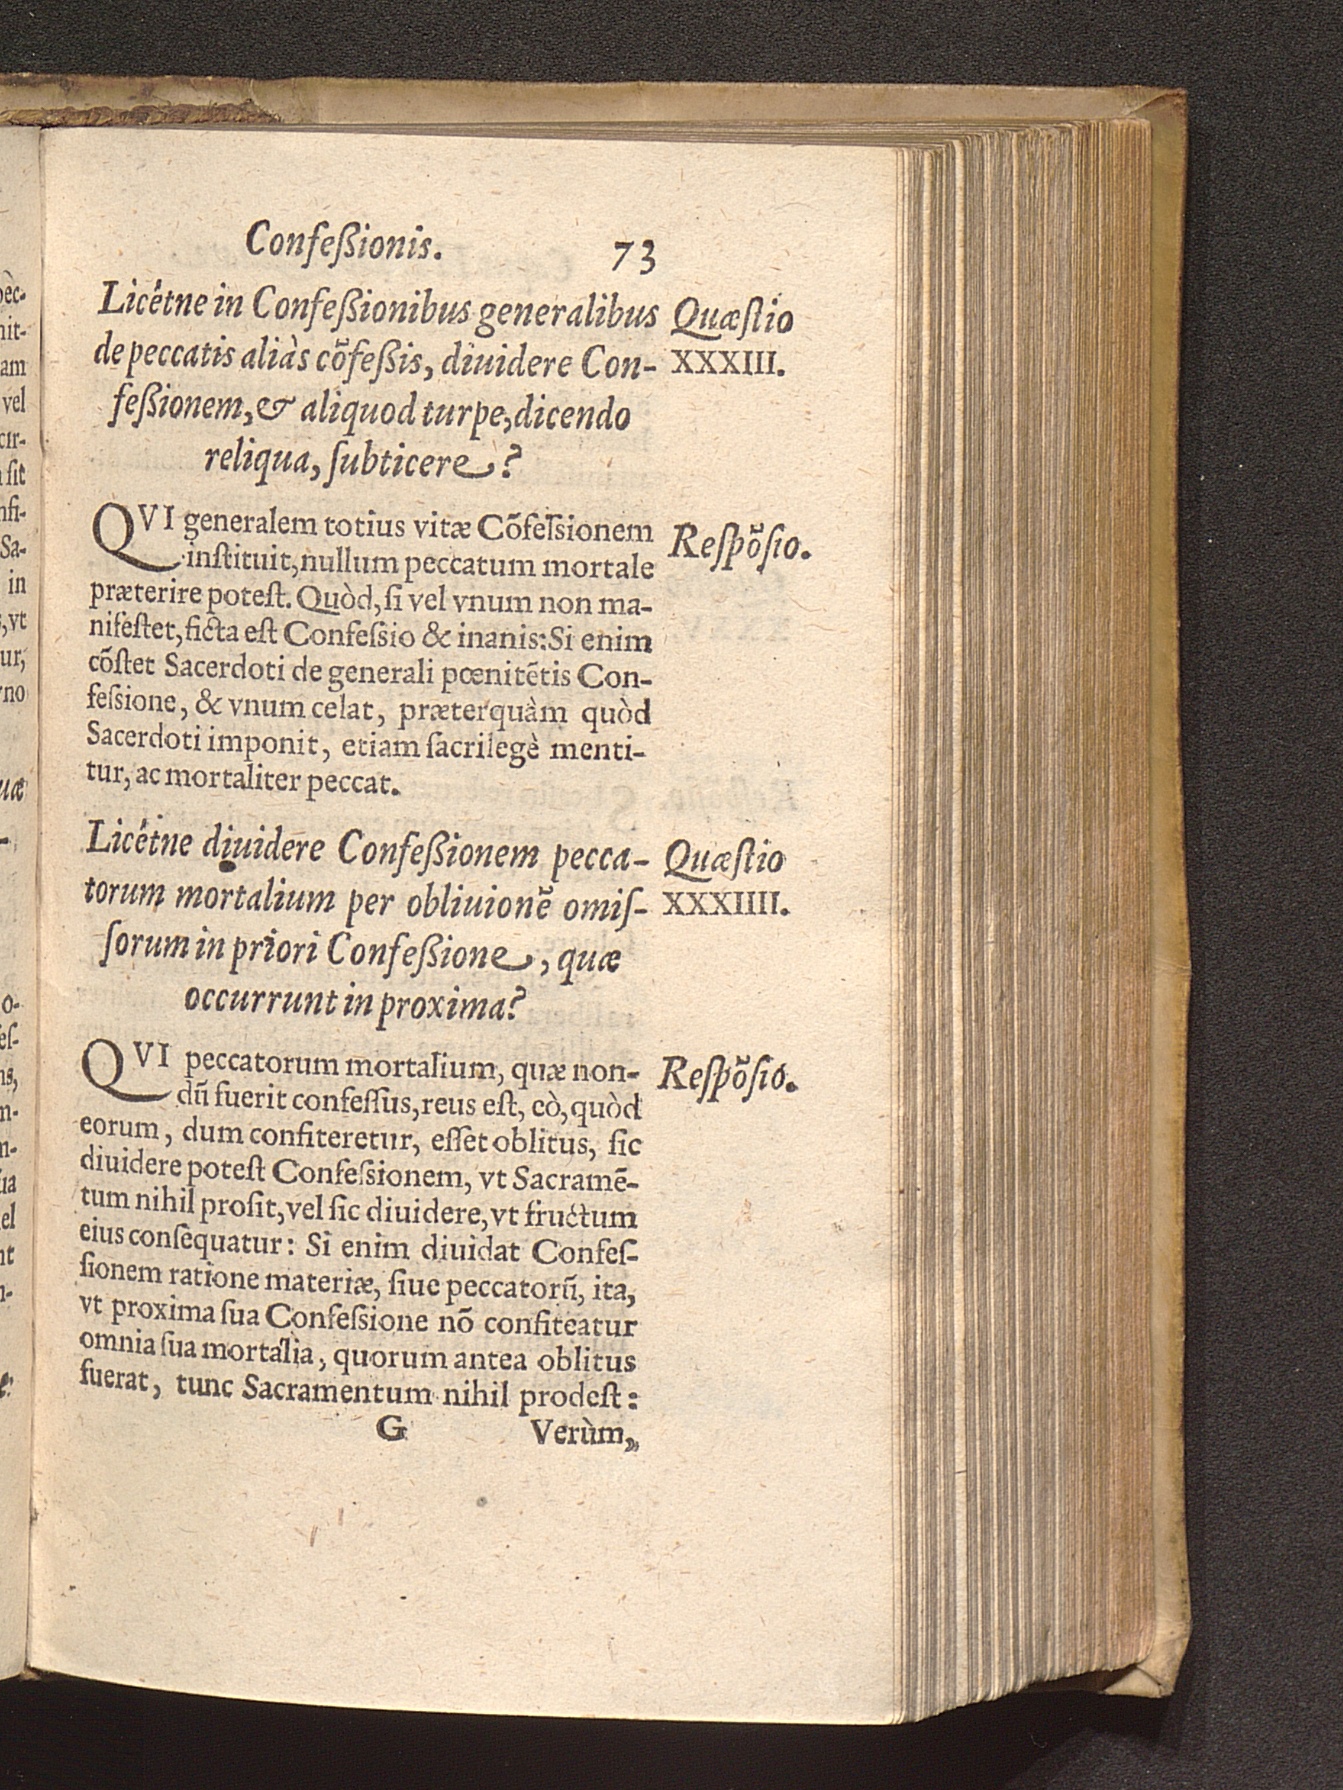 Confeßionis. 73
Licétne in Confeßionibus generalibus
de peccatis aliàs cõfeßis, diuidere Con-
feßionem, & aliquod turpe, dicendo
reliqua, ſubticere?
Quæſtio
XXXIII.
QVI generalem totius vitæ Cõfeſsionem
inſtituit, nullum peccatum mortale
præterire poteſt. Quòd, ſi vel vnum non ma-
nifeſtet, ficta eſt Confeſsio & inanis: Si enim
cõſtet Sacerdoti de generali pœnitẽtis Con-
feſsione, & vnum celat, præterquàm quòd
Sacerdoti imponit, etiam ſacrilegè menti-
tur, ac mortaliter peccat.
Reſpõſio.
Licétne diuidere Confeßionem pecca-
torum mortalium per obliuionẽ omiſ-
ſorum in priori Confeßione, quæ
occurrunt in proxima?
Quæſtio
XXXIIII.
QVI peccatorum mortalium, quæ non-
dũ fuerit confeſſus, reus eſt, eò, quòd
eorum, dum confiteretur, eſſet oblitus, ſic
diuidere poteſt Confeſsionem, vt Sacramẽ-
tum nihil proſit, vel ſic diuidere, vt fructum
eius conſequatur: Si enim diuidat Confeſ-
ſionem ratione materiæ, ſiue peccatorũ, ita,
vt proxima ſua Confeſsione nõ confiteatur
omnia ſua mortalia, quorum antea oblitus
fuerat, tunc Sacramentum nihil prodeſt:
Reſpõſio.
G Verùm,